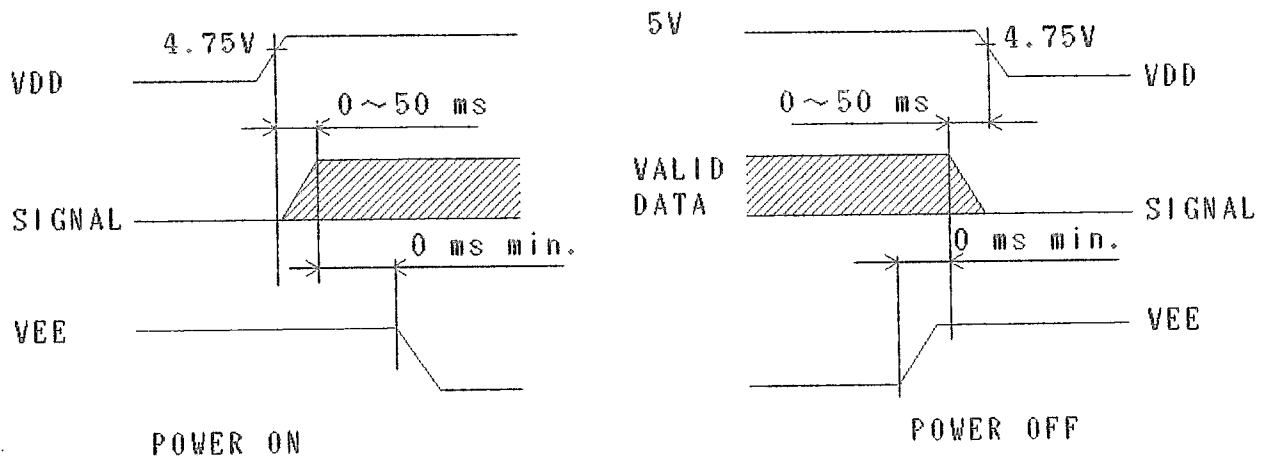 4.75V
VDD
0~50 ms
SIGNAL
0 ms min.
VEE
POWER ON
5V
4.75V
VDD
0~50 ms
VALID
DATA
SIGNAL
0 ms min.
VEE
POWER OFF